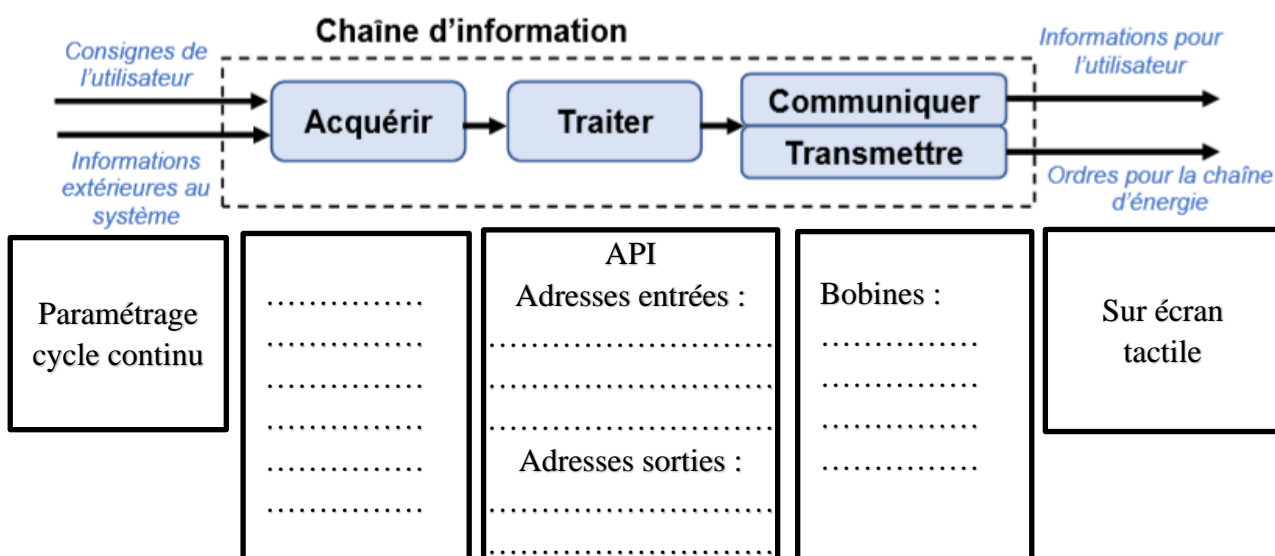 Chaîne d’information
Consignes de
l’utilisateur
Informations
extérieures au
système
Acquérir
Traiter
Communiquer
Transmettre
Informations pour
l’utilisateur
Ordres pour la chaîne
d’énergie
Paramétrage
cycle continu
……………
……………
……………
……………
……………
……………
API
Adresses entrées :
………………………
………………………
………………………
Adresses sorties :
………………………
………………………
Bobines :
……………
……………
……………
……………
Sur écran
tactile